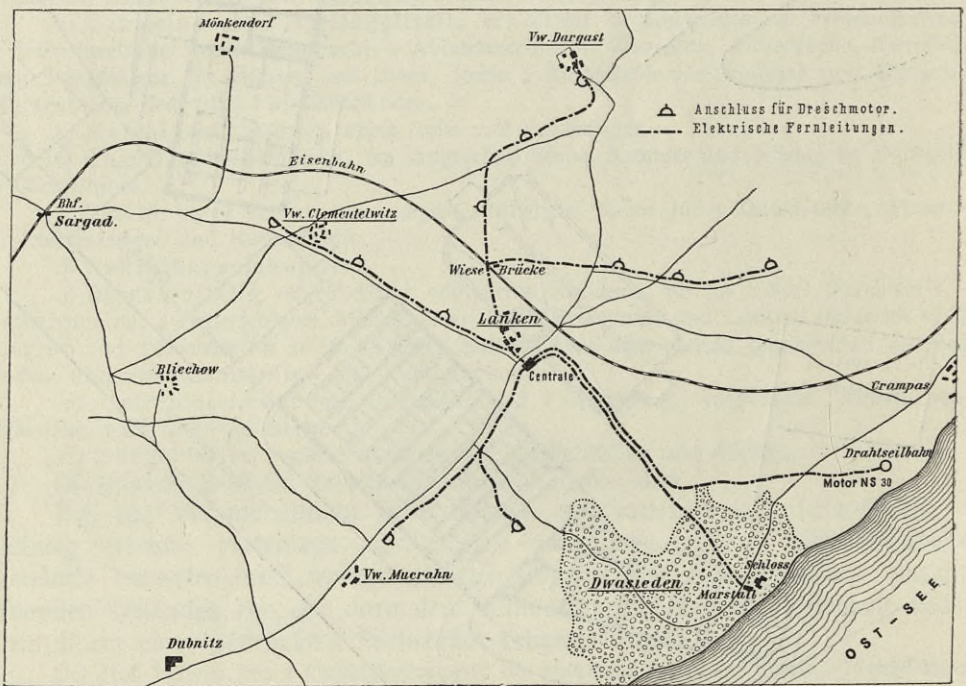 Mönkendorf
Vw. Dargast
Anschluss für Dreschmotor.
Elektrische Fernleitungen.
Eisenbahn
Bhf.
Sargad.
Vw. Clementelwitz
Wiese
Brücke
Lanken
Centrale
Bliechow
Crampas
Drahtseilbahn
Motor NS 30
Schloss
Dwasieden
Marstall
Vw. Mucrahn
Dubnitz
OST-SEE